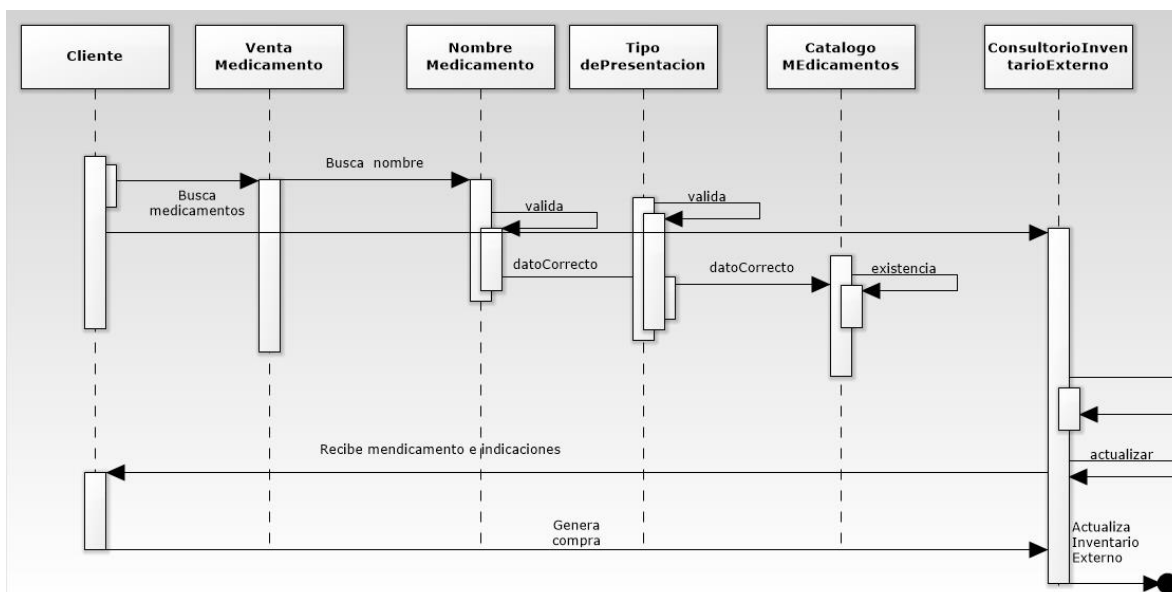 Cliente
Venta
Medicamento
Nombre
Medicamento
Tipo
dePresentacion
Catalogo
MEdicamentos
ConsultorioInven
tarioExterno
Busca nombre
Busca
medicamentos
valida
valida
datoCorrecto
datoCorrecto
existencia
Recibe mendicamento e indicaciones
actualizar
Genera
compra
Actualiza
Inventario
Externo